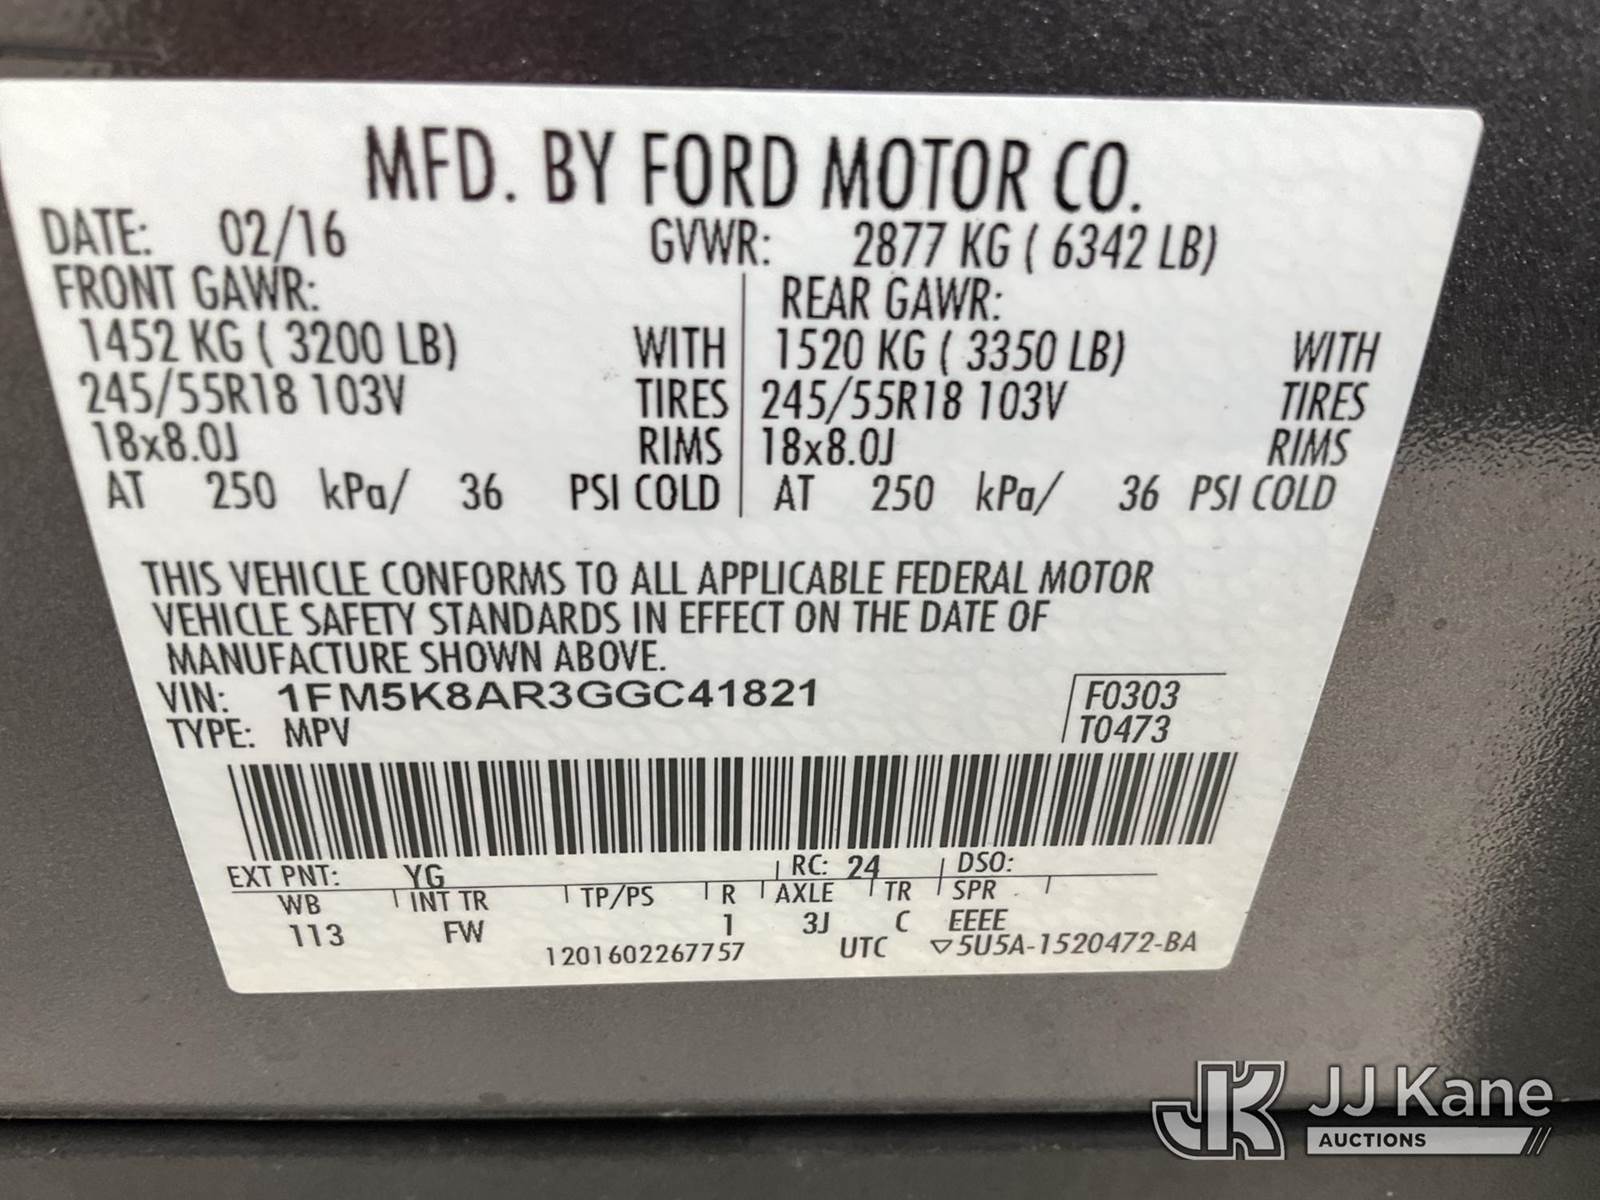 MFD. BY FORD MOTOR CO.
DATE: 02/16 GVWR: 2877 KG ( 6342 LB)
FRONT GAWR: REAR GAWR:
1452 KG ( 3200 LB) WITH 1520 KG ( 3350 LB) WITH
245/55R18 103V TIRES 245/55R18 103V TIRES
18x8.0J RIMS 18x8.0J RIMS
AT 250 kPa/ 36 PSI COLD AT 250 kPa/ 36 PSI COLD
THIS VEHICLE CONFORMS TO ALL APPLICABLE FEDERAL MOTOR
VEHICLE SAFETY STANDARDS IN EFFECT ON THE DATE OF
MANUFACTURE SHOWN ABOVE.
VIN: 1FM5K8AR3GGC41821 F0303
TYPE: MPV T0473
EXT PNT: YG RC: 24 DSO:
WB INT TR TP/PS R AXLE TR SPR
113 FW 1 3J C EEEE
1201602267757 UTC ▽5U5A-1520472-BA
JK JJ Kane
AUCTIONS